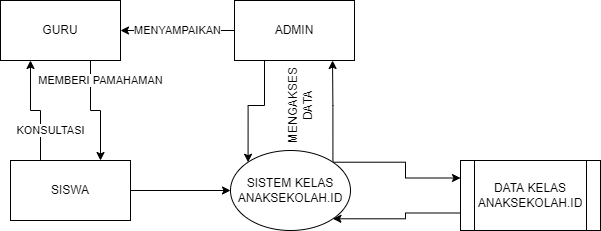 GURU
MENYAMPAIKAN
ADMIN
MEMBERI PAMAHAMAN
MENGAKSES
DATA
KONSULTASI
SISWA
SISTEM KELAS
ANAKSEKOLAH.ID
DATA KELAS
ANAKSEKOLAH.ID